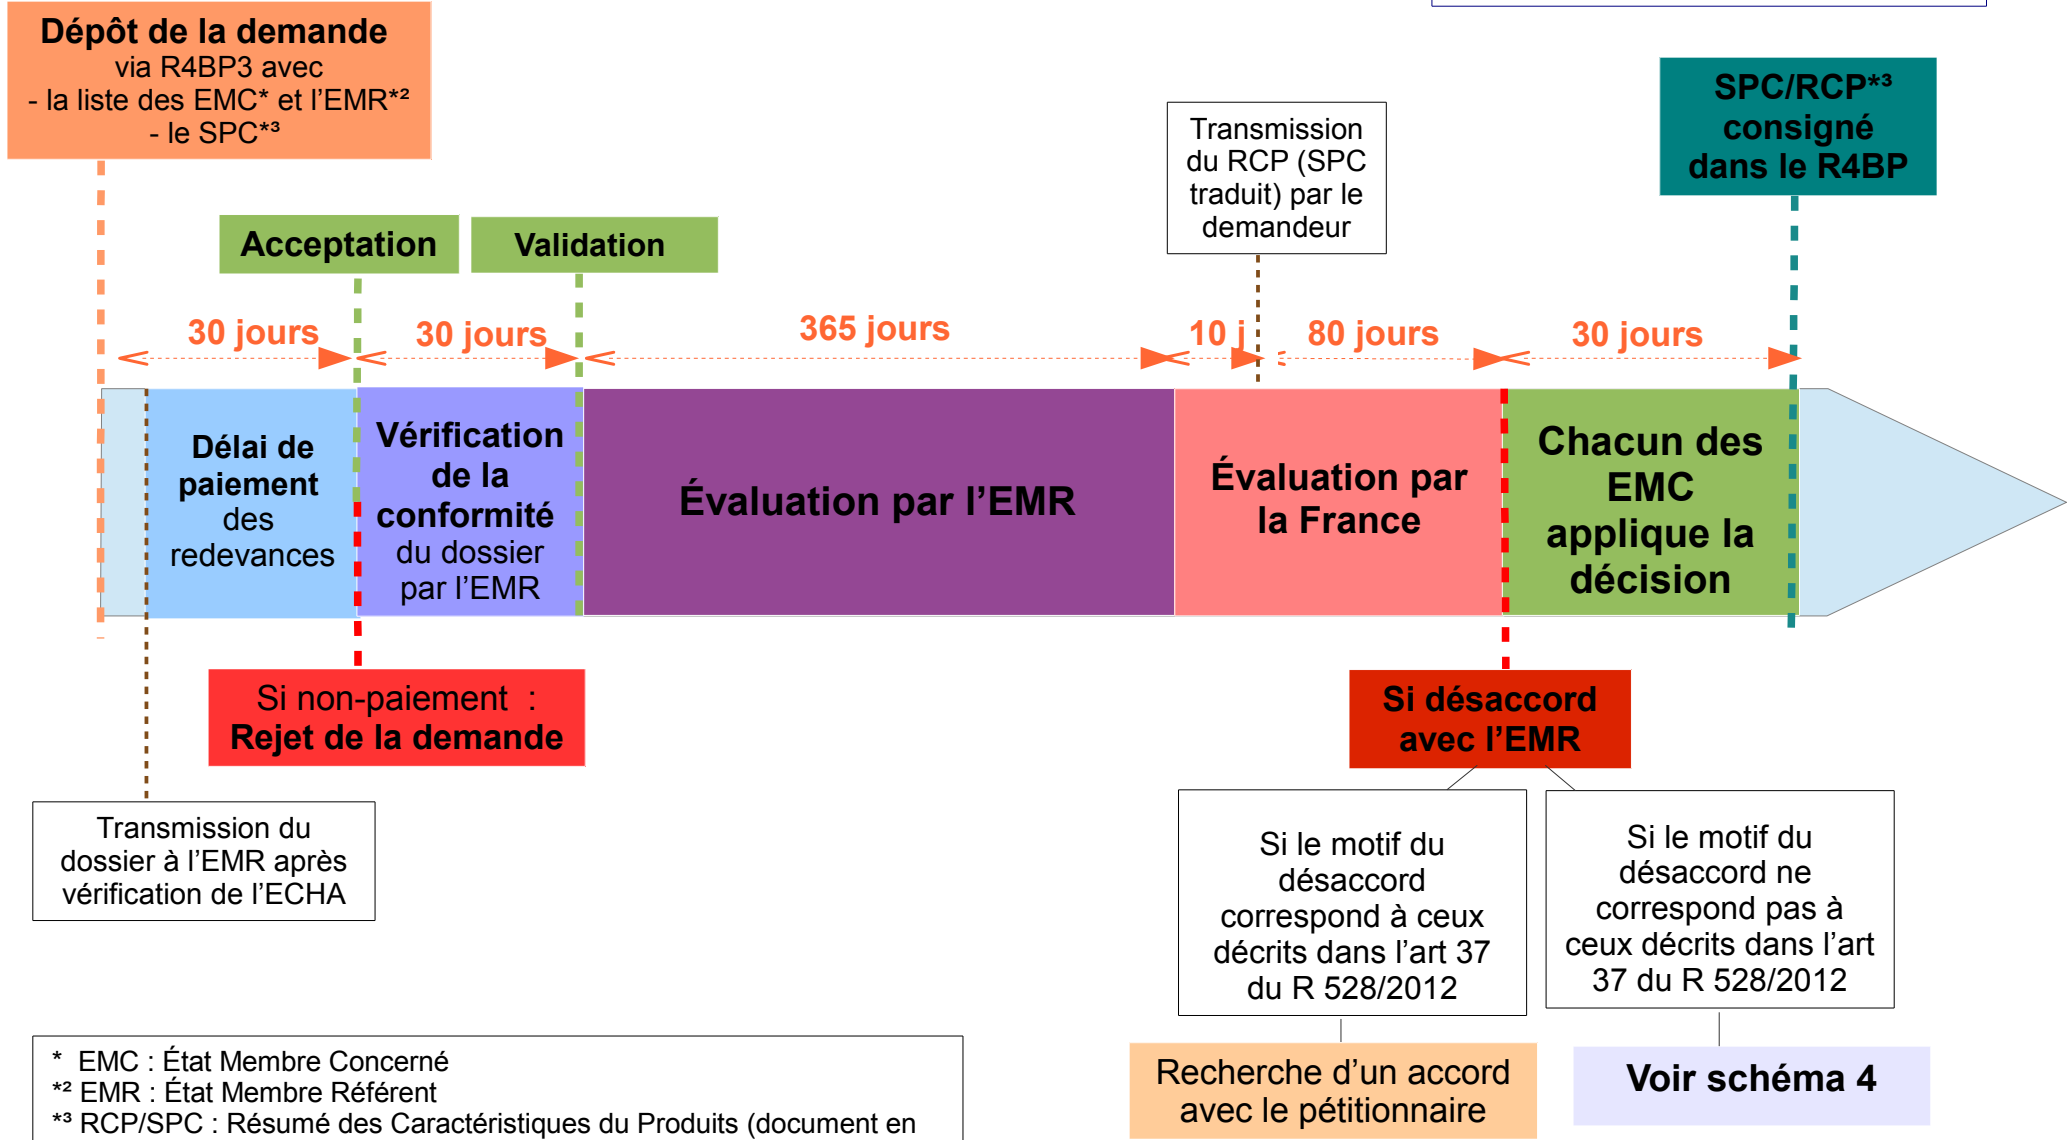 Dépôt de la demande
via R4BP3 avec
- la liste des EMC* et l’EMR*²
- le SPC*³
SPC/RCP*³
consigné
dans le R4BP
Transmission
du RCP (SPC
traduit) par le
demandeur
Acceptation
Validation
30 jours
30 jours
365 jours
10 j
80 jours
30 jours
Délai de
paiement
des
redevances
Vérification
de la
conformité
du dossier
par l’EMR
Évaluation par l’EMR
Évaluation par
la France
Chacun des
EMC
applique la
décision
Si non-paiement :
Rejet de la demande
Si désaccord
avec l’EMR
Transmission du
dossier à l’EMR après
vérification de l’ECHA
Si le motif du
désaccord
correspond à ceux
décrits dans l’art 37
du R 528/2012
Si le motif du
désaccord ne
correspond pas à
ceux décrits dans l’art
37 du R 528/2012
Recherche d’un accord
avec le pétitionnaire
Voir schéma 4
* EMC : État Membre Concerné
*² EMR : État Membre Référent
*³ RCP/SPC : Résumé des Caractéristiques du Produits (document en